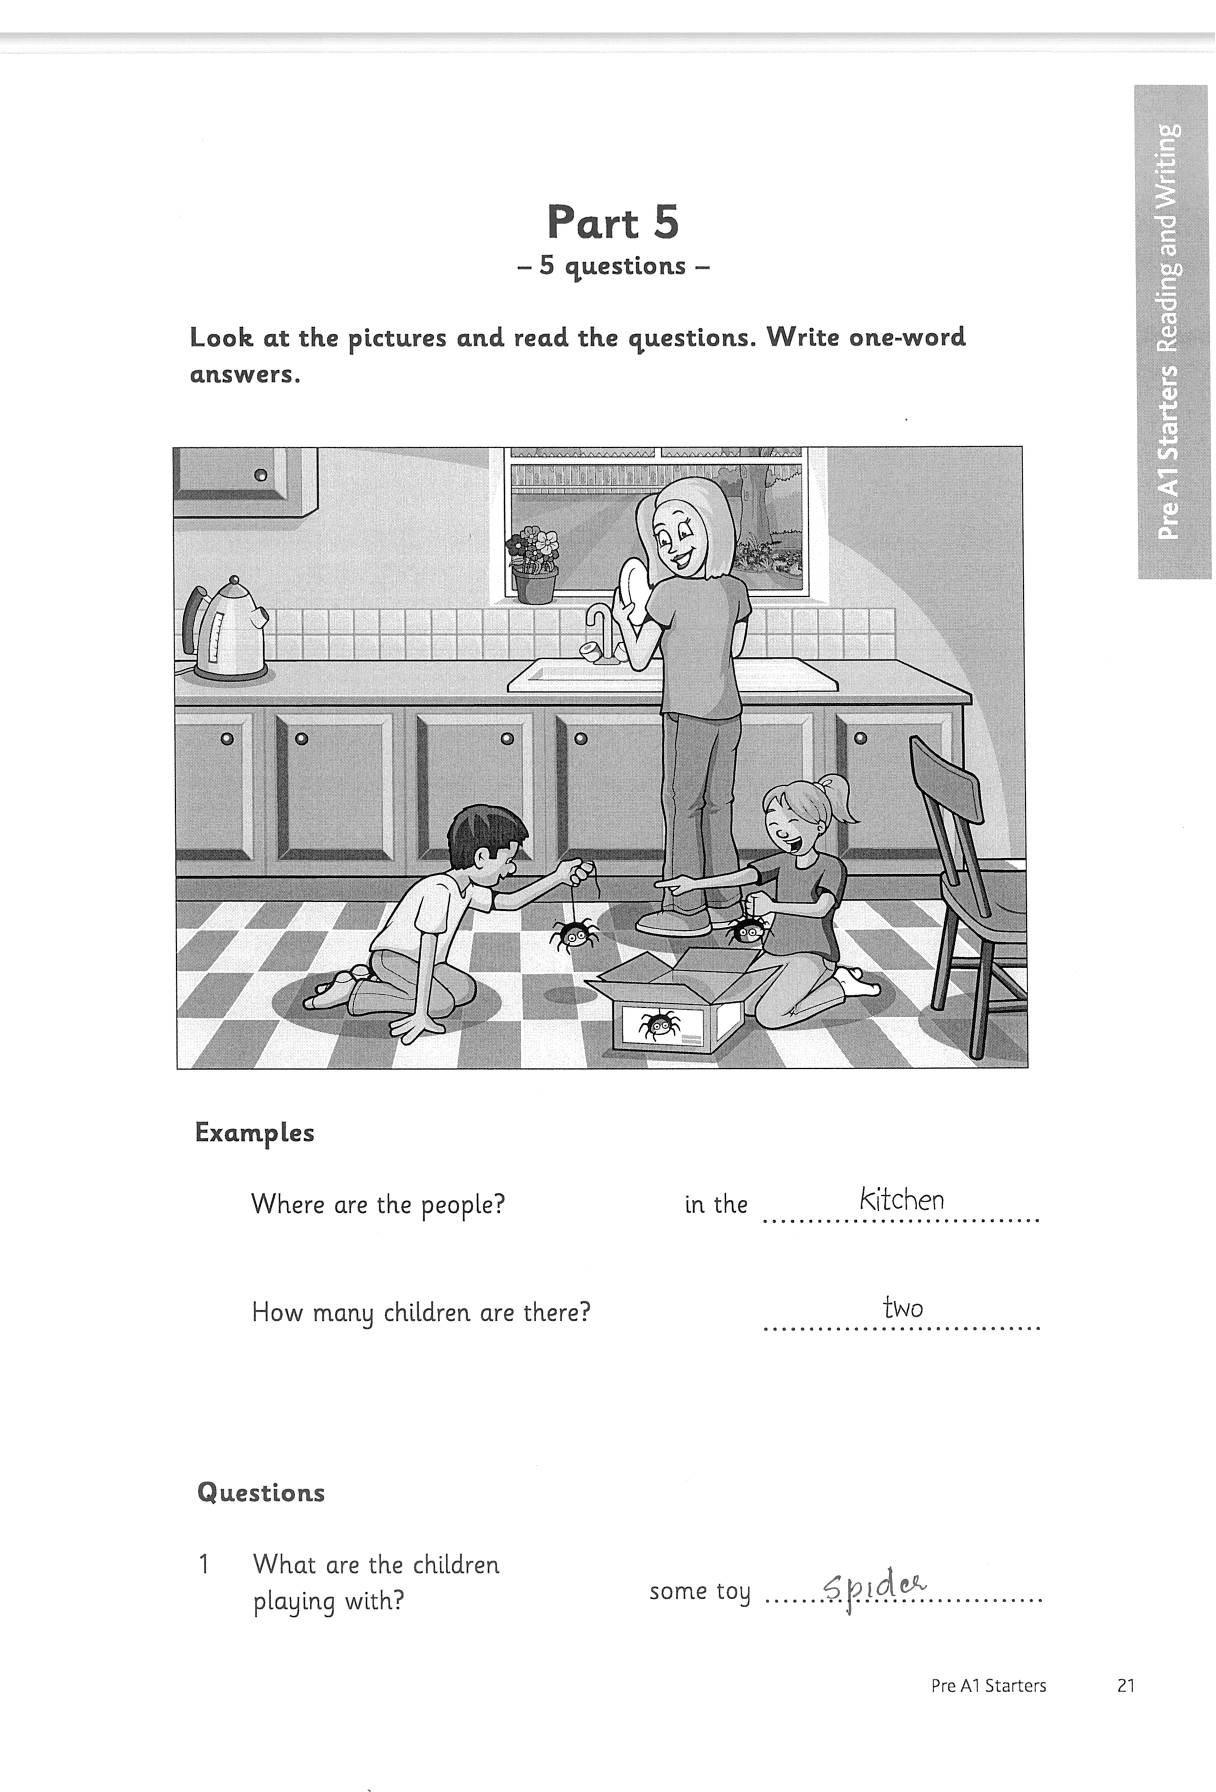 Pre A1 Starters Reading and Writing
Part 5
– 5 questions –
Look at the pictures and read the questions. Write one-word
answers.
Examples
Where are the people? in the kitchen
How many children are there? two
Questions
1 What are the children
playing with? some toy spider
Pre A1 Starters 21